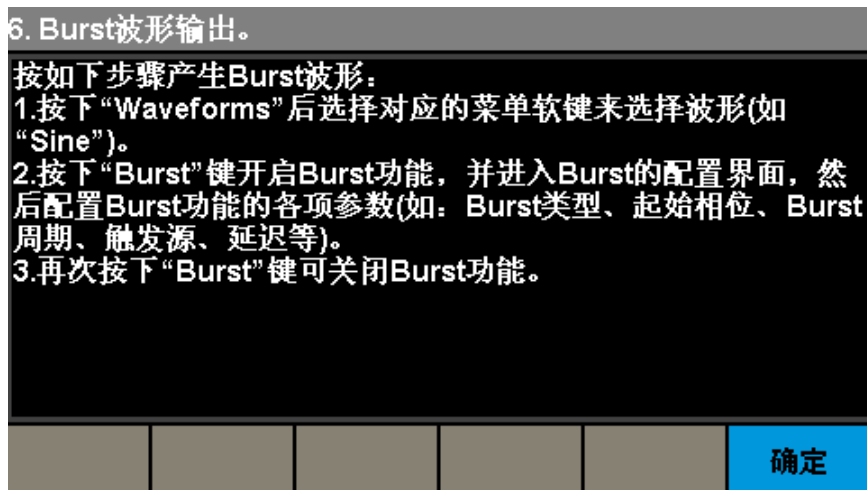 6. Burst波形输出。
按如下步骤产生Burst波形：
1.按下“Waveforms”后选择对应的菜单软键来选择波形(如
“Sine”)。
2.按下“Burst”键开启Burst功能，并进入Burst的配置界面，然
后配置Burst功能的各项参数(如：Burst类型、起始相位、Burst
周期、触发源、延迟等)。
3.再次按下“Burst”键可关闭Burst功能。
确定